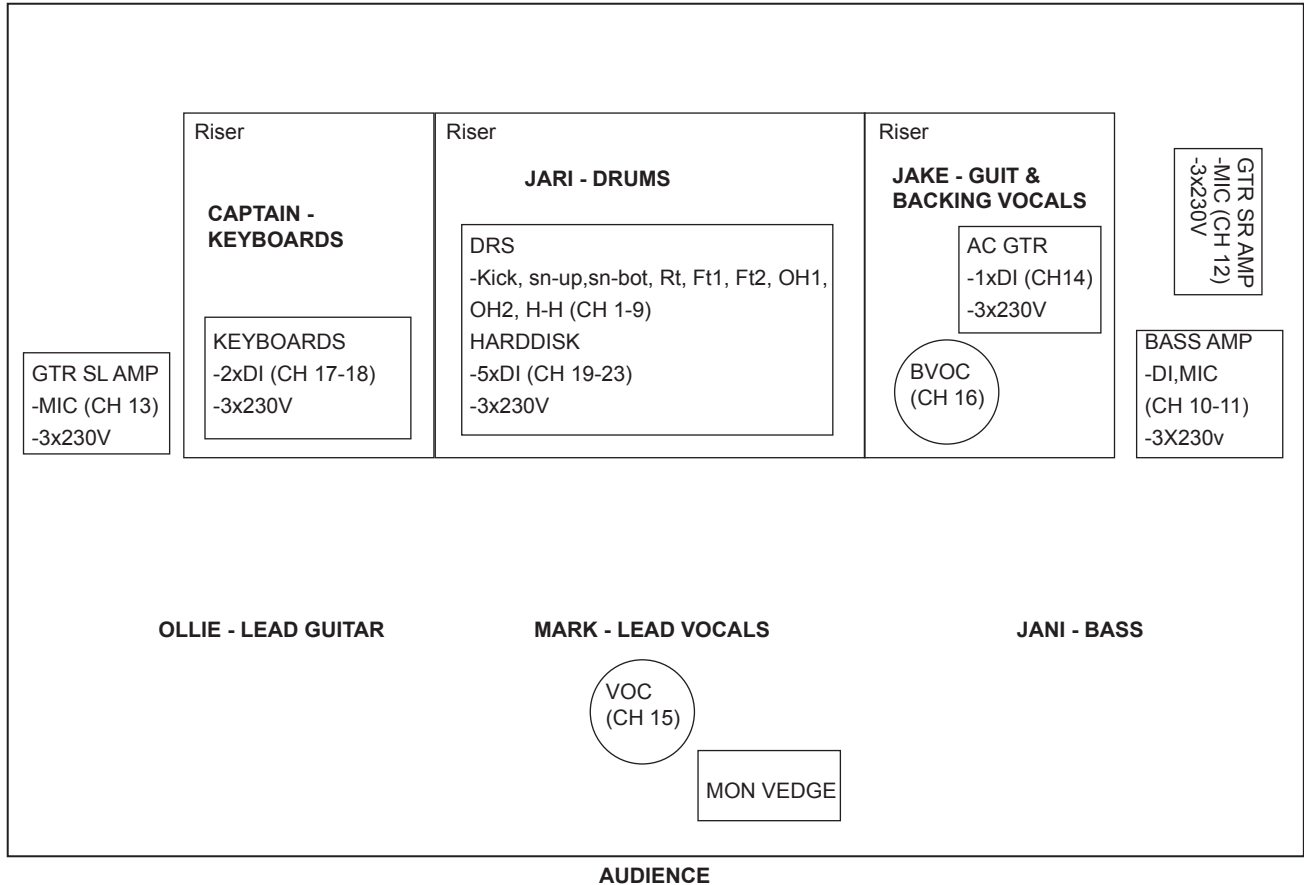 Riser
CAPTAIN -
KEYBOARDS
KEYBOARDS
-2xDI (CH 17-18)
-3x230V
GTR SL AMP
-MIC (CH 13)
-3x230V
Riser
JARI - DRUMS
DRS
-Kick, sn-up,sn-bot, Rt, Ft1, Ft2, OH1,
OH2, H-H (CH 1-9)
HARDDISK
-5xDI (CH 19-23)
-3x230V
Riser
JAKE - GUIT &
BACKING VOCALS
AC GTR
-1xDI (CH14)
-3x230V
BVOC
(CH 16)
GTR SR AMP
-MIC (CH 12)
-3x230V
BASS AMP
-DI,MIC
(CH 10-11)
-3X230v
OLLIE - LEAD GUITAR
MARK - LEAD VOCALS
JANI - BASS
VOC
(CH 15)
MON VEDGE
AUDIENCE